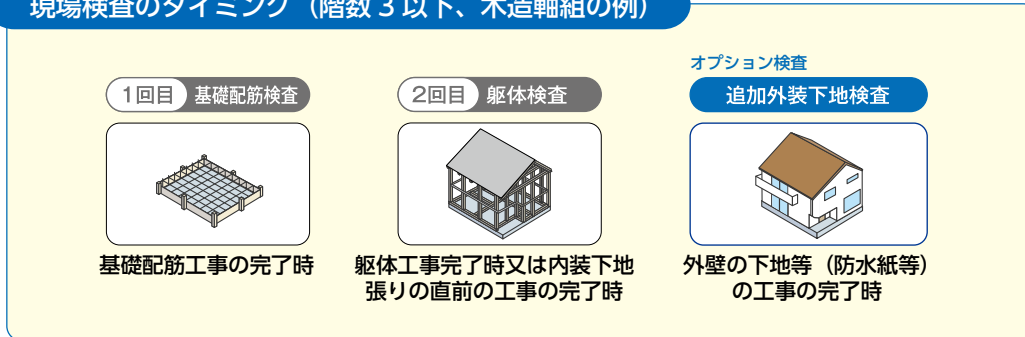 現場検査のタイミング（階数3以下、木造軸組の例）
オプション検査
1回目 基礎配筋検査
2回目 躯体検査
追加外装下地検査
基礎配筋工事の完了時
躯体工事完了時又は内装下地
張りの直前の工事の完了時
外壁の下地等（防水紙等）
の工事の完了時